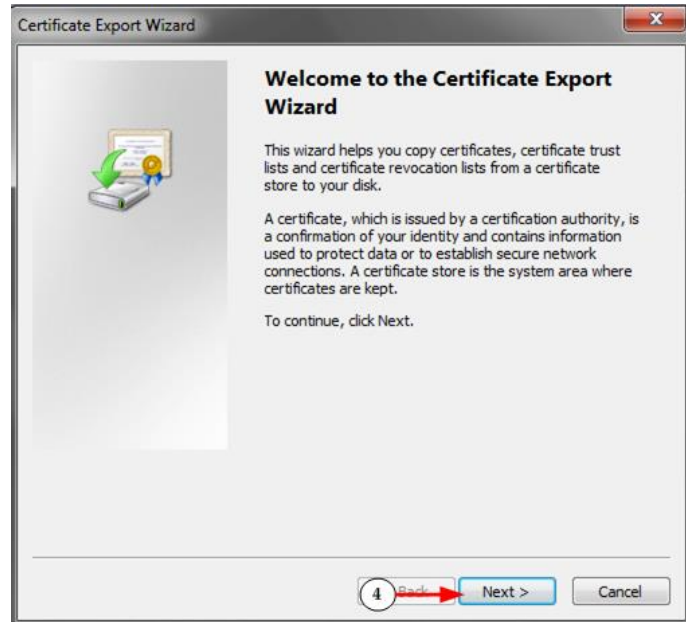 Certificate Export Wizard
Welcome to the Certificate Export
Wizard
This wizard helps you copy certificates, certificate trust
lists and certificate revocation lists from a certificate
store to your disk.
A certificate, which is issued by a certification authority, is
a confirmation of your identity and contains information
used to protect data or to establish secure network
connections. A certificate store is the system area where
certificates are kept.
To continue, click Next.
4 Back Next > Cancel